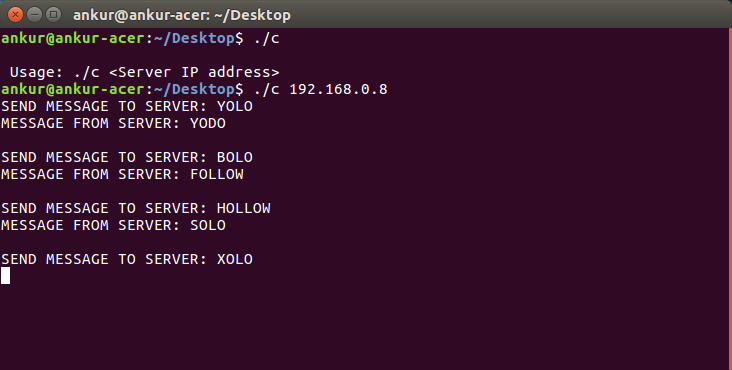 ankur@ankur-acer: ~/Desktop
ankur@ankur-acer:~/Desktop$ ./c
Usage: ./c <Server IP address>
ankur@ankur-acer:~/Desktop$ ./c 192.168.0.8
SEND MESSAGE TO SERVER: YOLO
MESSAGE FROM SERVER: YODO
SEND MESSAGE TO SERVER: BOLO
MESSAGE FROM SERVER: FOLLOW
SEND MESSAGE TO SERVER: HOLLOW
MESSAGE FROM SERVER: SOLO
SEND MESSAGE TO SERVER: XOLO